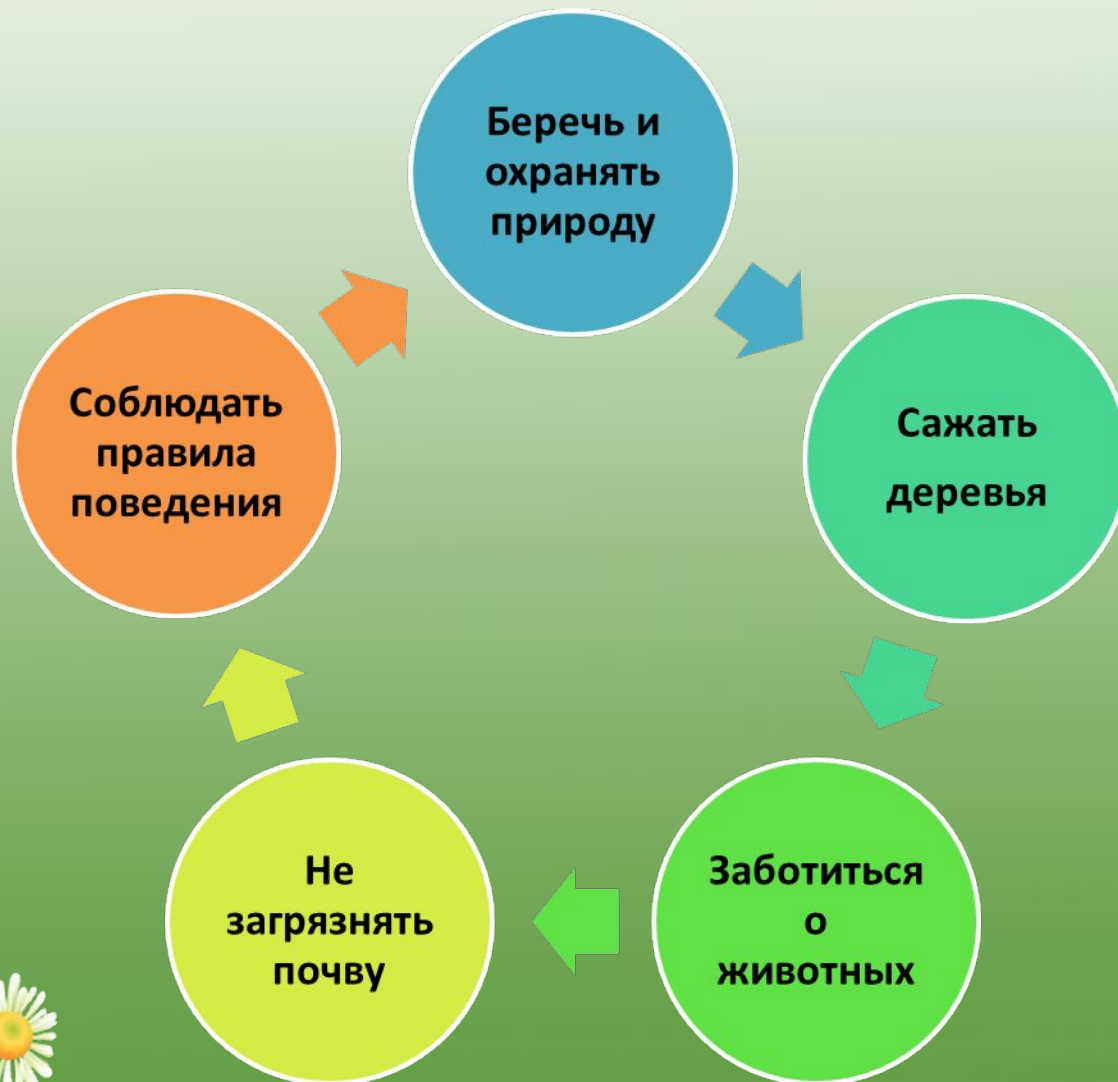 Беречь и
охранять
природу
Сажать
деревья
Заботиться
о
животных
Не
загрязнять
почву
Соблюдать
правила
поведения